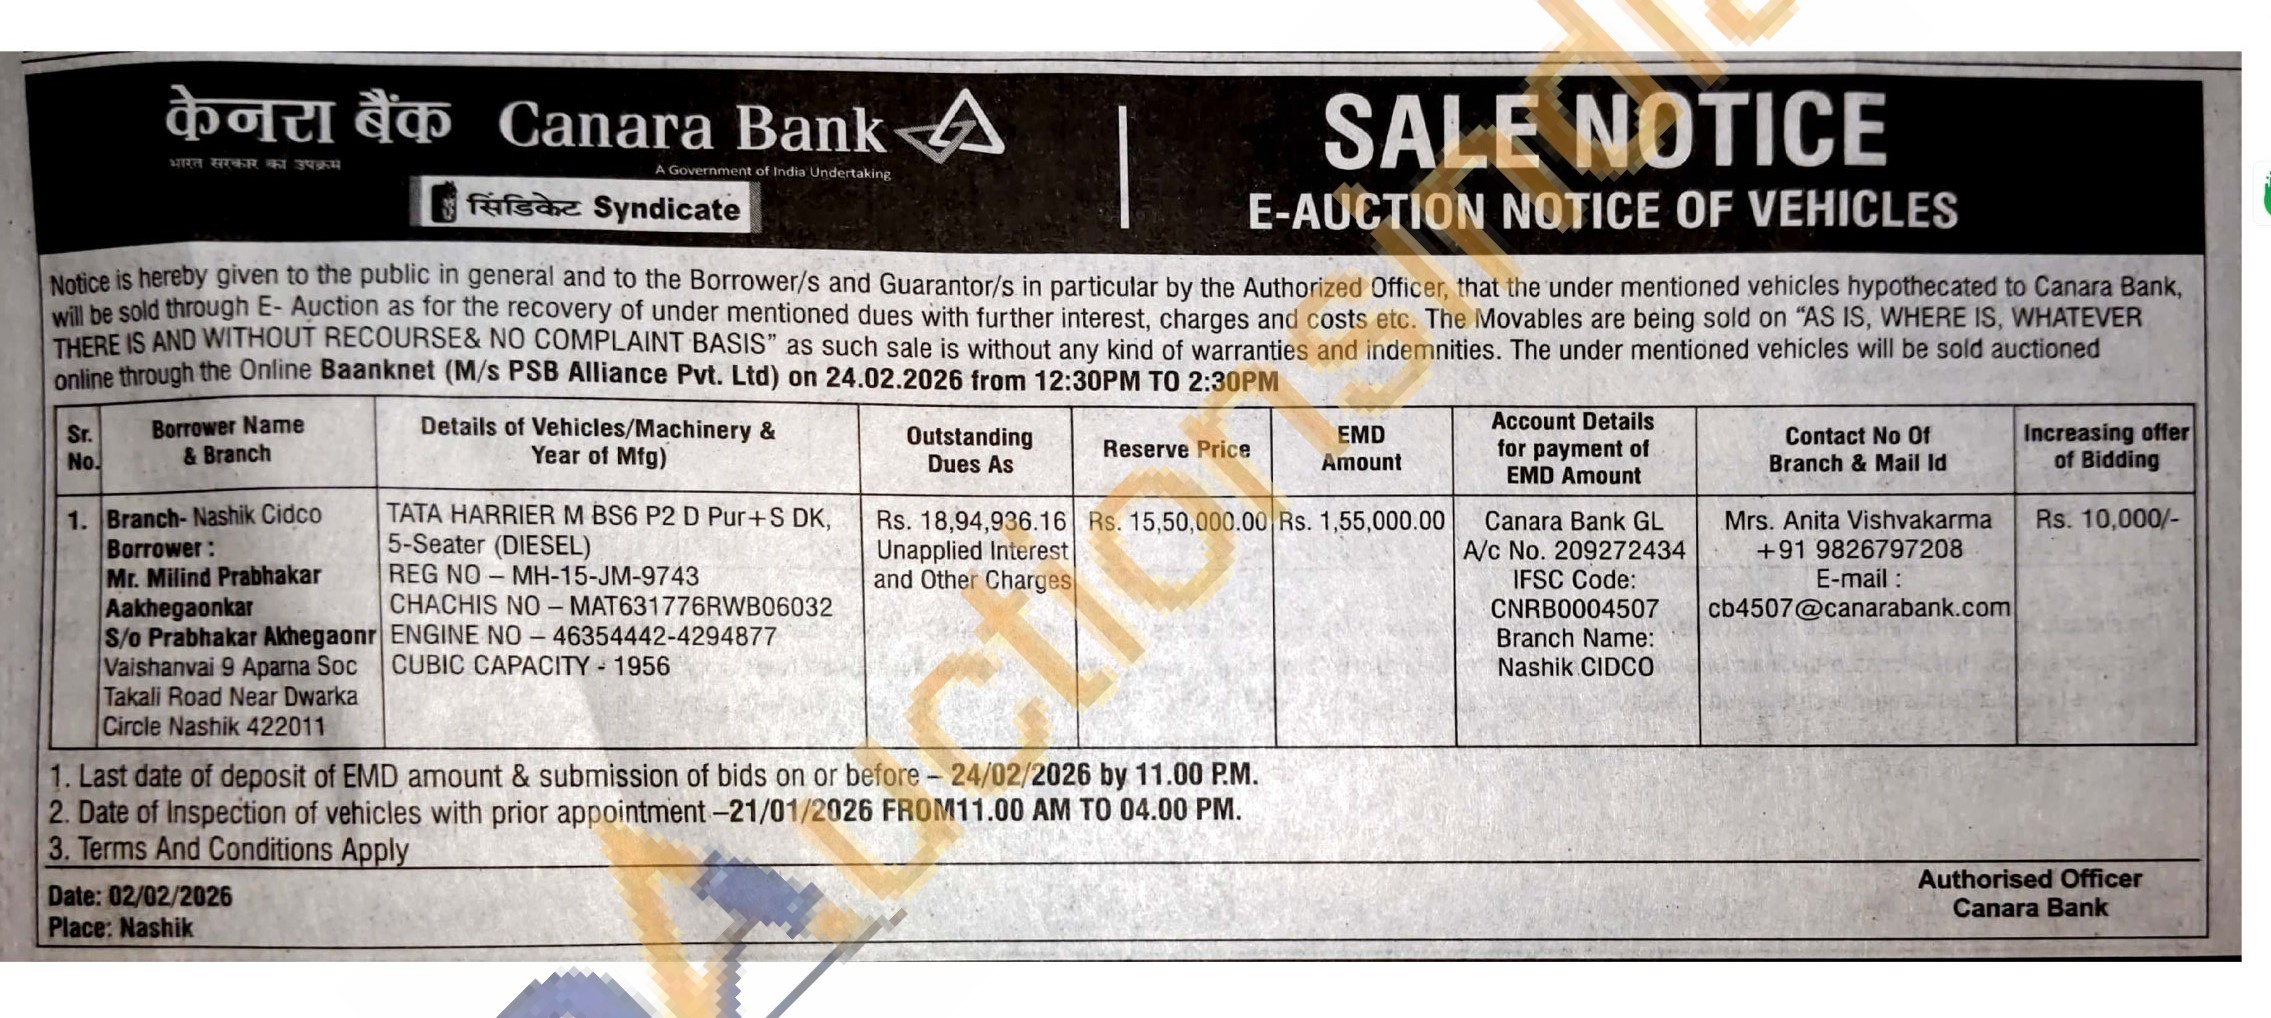 केनरा बैंक Canara Bank
भारत सरकार का उपक्रम
A Government of India Undertaking
सिंडिकेट Syndicate
SALE NOTICE
E-AUCTION NOTICE OF VEHICLES
Notice is hereby given to the public in general and to the Borrower/s and Guarantor/s in particular by the Authorized Officer, that the under mentioned vehicles hypothecated to Canara Bank,
will be sold through E- Auction as for the recovery of under mentioned dues with further interest, charges and costs etc. The Movables are being sold on “AS IS, WHERE IS, WHATEVER
THERE IS AND WITHOUT RECOURSE& NO COMPLAINT BASIS” as such sale is without any kind of warranties and indemnities. The under mentioned vehicles will be sold auctioned
online through the Online Baanknet (M/s PSB Alliance Pvt. Ltd) on 24.02.2026 from 12:30PM TO 2:30PM
Sr.
No.
Borrower Name
& Branch
Details of Vehicles/Machinery &
Year of Mfg)
Outstanding
Dues As
Reserve Price
EMD
Amount
Account Details
for payment of
EMD Amount
Contact No Of
Branch & Mail Id
Increasing offer
of Bidding
1.
Branch- Nashik Cidco
Borrower :
Mr. Milind Prabhakar
Aakhegaonkar
S/o Prabhakar Akhegaonr
Vaishanvai 9 Aparna Soc
Takali Road Near Dwarka
Circle Nashik 422011
TATA HARRIER M BS6 P2 D Pur+S DK,
5-Seater (DIESEL)
REG NO – MH-15-JM-9743
CHACHIS NO – MAT631776RWB06032
ENGINE NO – 46354442-4294877
CUBIC CAPACITY - 1956
Rs. 18,94,936.16
Unapplied Interest
and Other Charges
Rs. 15,50,000.00
Rs. 1,55,000.00
Canara Bank GL
A/c No. 209272434
IFSC Code:
CNRB0004507
Branch Name:
Nashik CIDCO
Mrs. Anita Vishvakarma
+91 9826797208
E-mail :
cb4507@canarabank.com
Rs. 10,000/-
1. Last date of deposit of EMD amount & submission of bids on or before – 24/02/2026 by 11.00 P.M.
2. Date of Inspection of vehicles with prior appointment –21/01/2026 FROM11.00 AM TO 04.00 PM.
3. Terms And Conditions Apply
Date: 02/02/2026
Place: Nashik
Authorised Officer
Canara Bank
AuctionsIndia